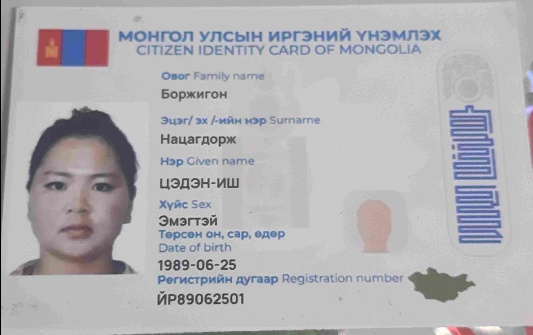 МОНГОЛ УЛСЫН ИРГЭНИЙ ҮНЭМЛЭХ
CITIZEN IDENTITY CARD OF MONGOLIA
Овог Family name
Боржигон
Эцэг/ эх /-ийн нэр Surname
Нацагдорж
Нэр Given name
ЦЭДЭН-ИШ
Хүйс Sex
Эмэгтэй
Төрсөн он, сар, өдөр
Date of birth
1989-06-25
Регистрийн дугаар Registration number
ЙР89062501